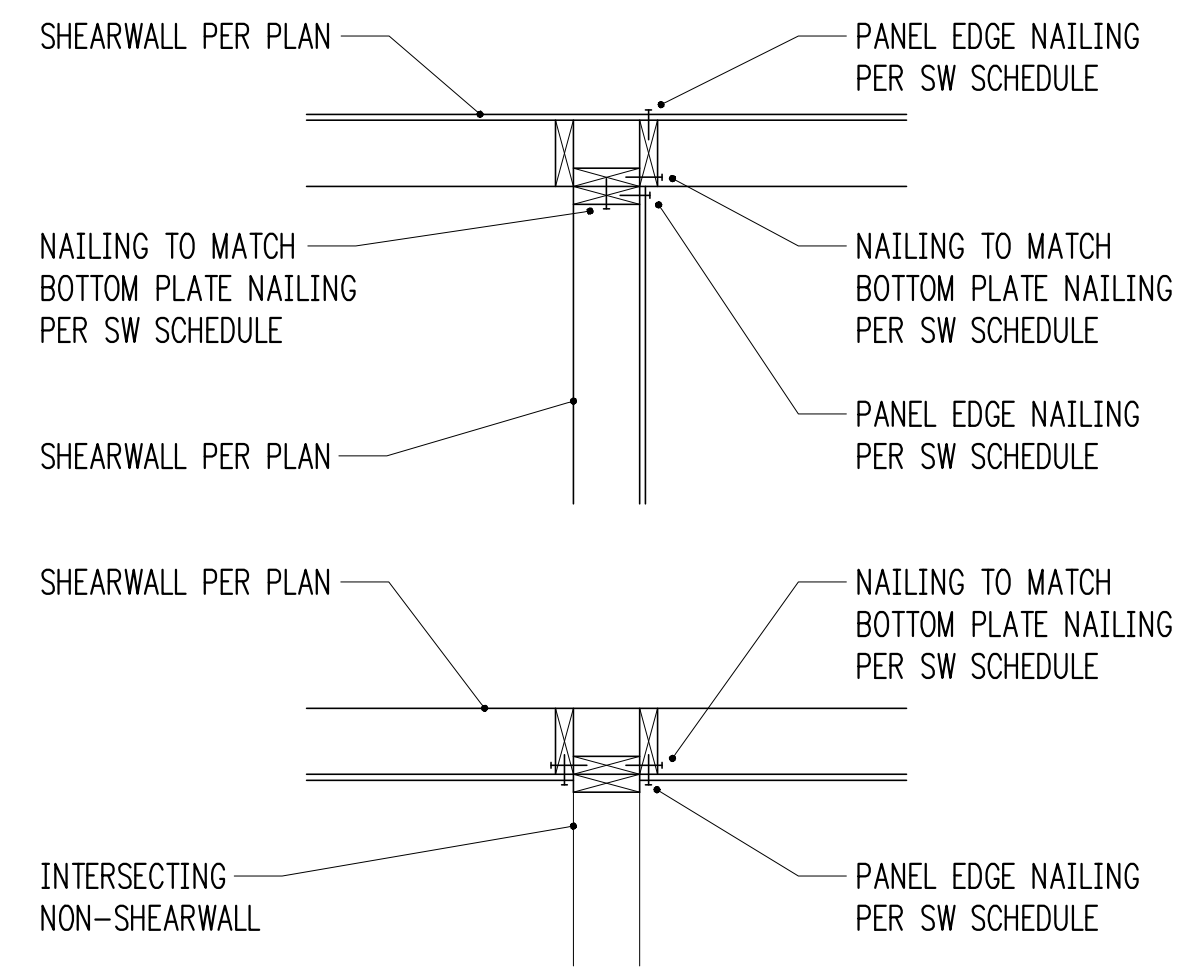 SHEARWALL PER PLAN
PANEL EDGE NAILING
PER SW SCHEDULE
NAILING TO MATCH
BOTTOM PLATE NAILING
PER SW SCHEDULE
NAILING TO MATCH
BOTTOM PLATE NAILING
PER SW SCHEDULE
PANEL EDGE NAILING
PER SW SCHEDULE
SHEARWALL PER PLAN
SHEARWALL PER PLAN
NAILING TO MATCH
BOTTOM PLATE NAILING
PER SW SCHEDULE
INTERSECTING
NON-SHEARWALL
PANEL EDGE NAILING
PER SW SCHEDULE